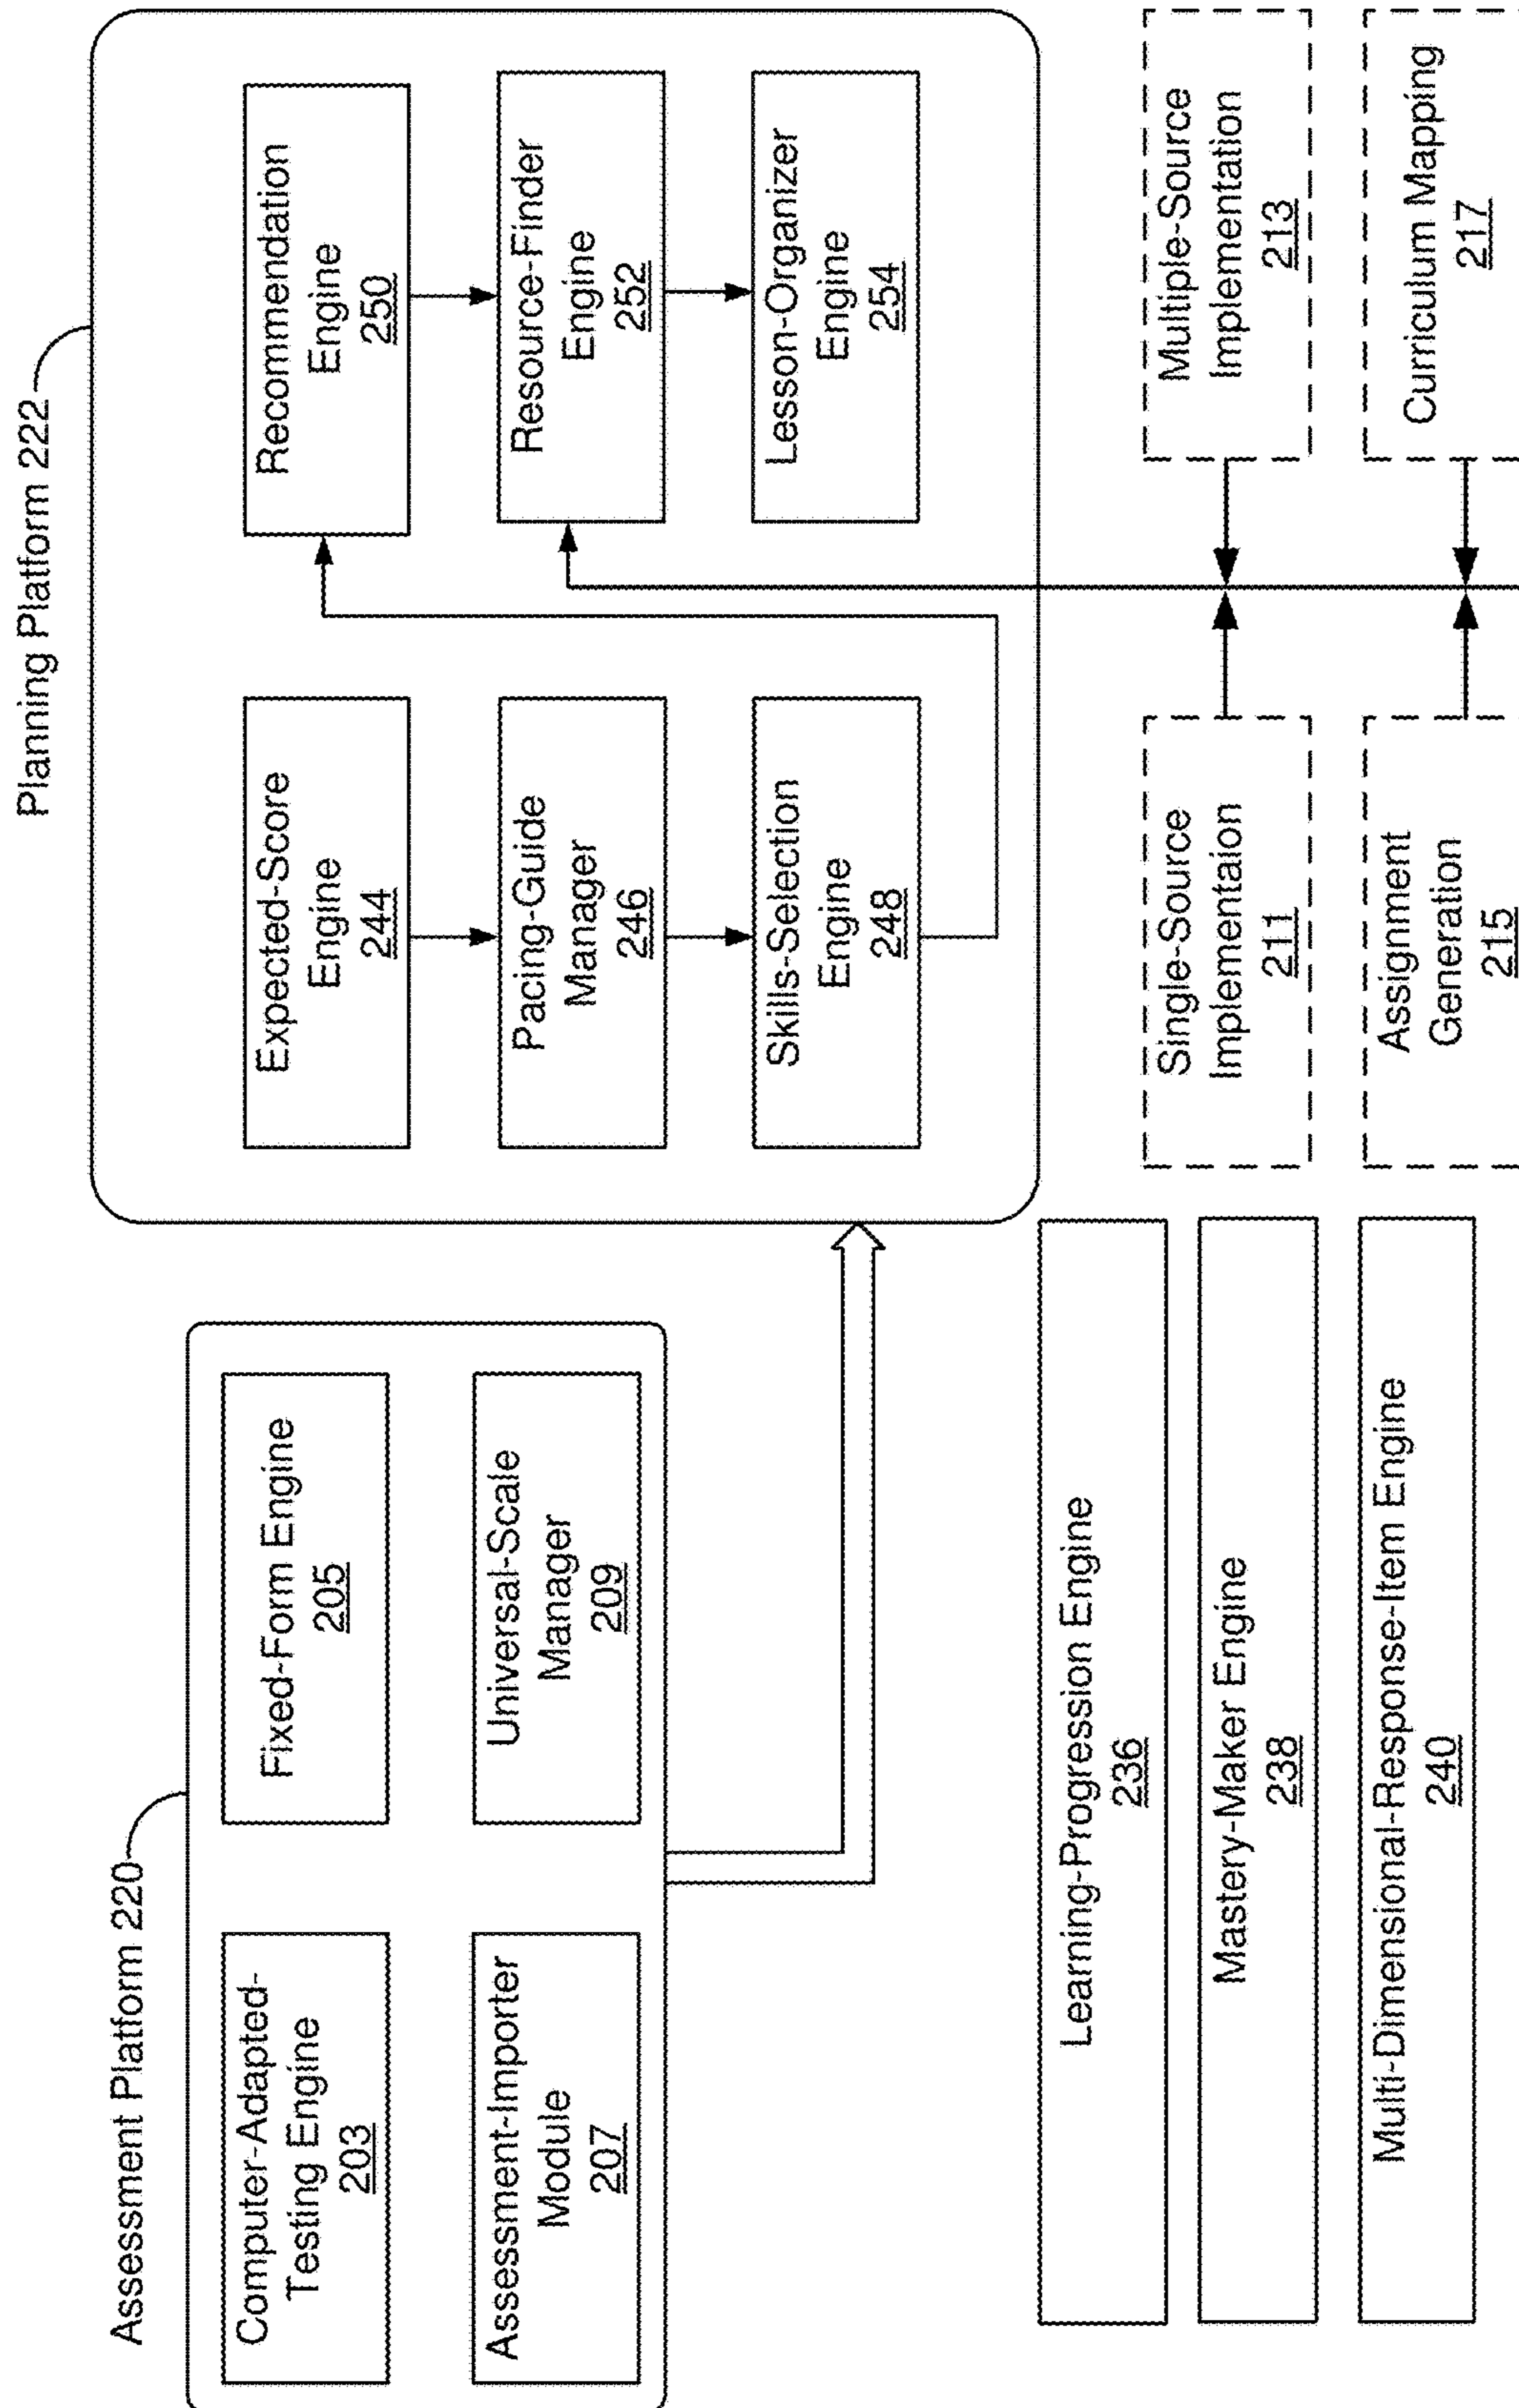 Assessment Platform 220
Computer-Adapted-
Testing Engine
203
Fixed-Form Engine
205
Assessment-Importer
Module
207
Universal-Scale
Manager
209
Planning Platform 222
Expected-Score
Engine
244
Pacing-Guide
Manager
246
Skills-Selection
Engine
248
Recommendation
Engine
250
Resource-Finder
Engine
252
Lesson-Organizer
Engine
254
Learning-Progression Engine
236
Mastery-Maker Engine
238
Multi-Dimensional-Response-Item Engine
240
Single-Source
Implementaion
211
Multiple-Source
Implementation
213
Assignment
Generation
215
Curriculum Mapping
217